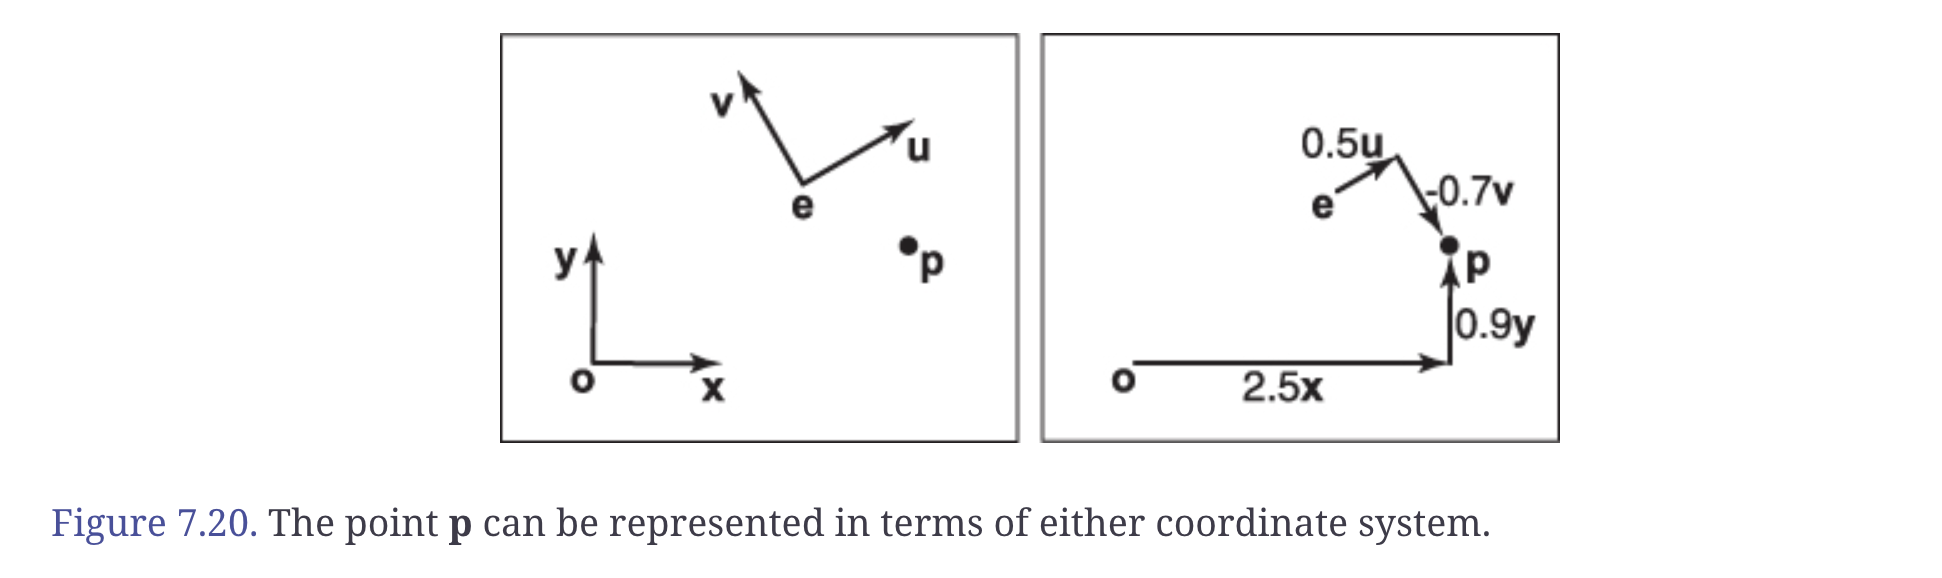 v
u
e
p
y
o
x
0.5u
e
-0.7v
p
0.9y
o
2.5x
Figure 7.20. The point p can be represented in terms of either coordinate system.